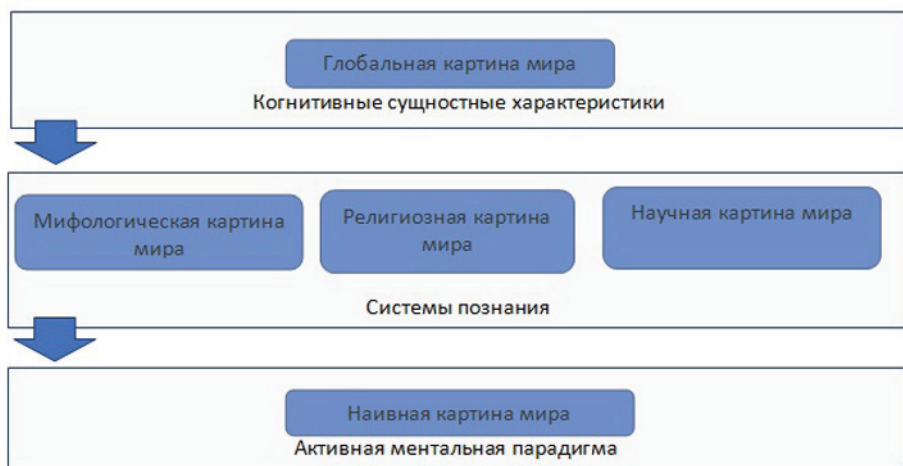 Глобальная картина мира
Когнитивные сущностные характеристики
Мифологическая картина
мира
Религиозная картина
мира
Научная картина мира
Системы познания
Наивная картина мира
Активная ментальная парадигма